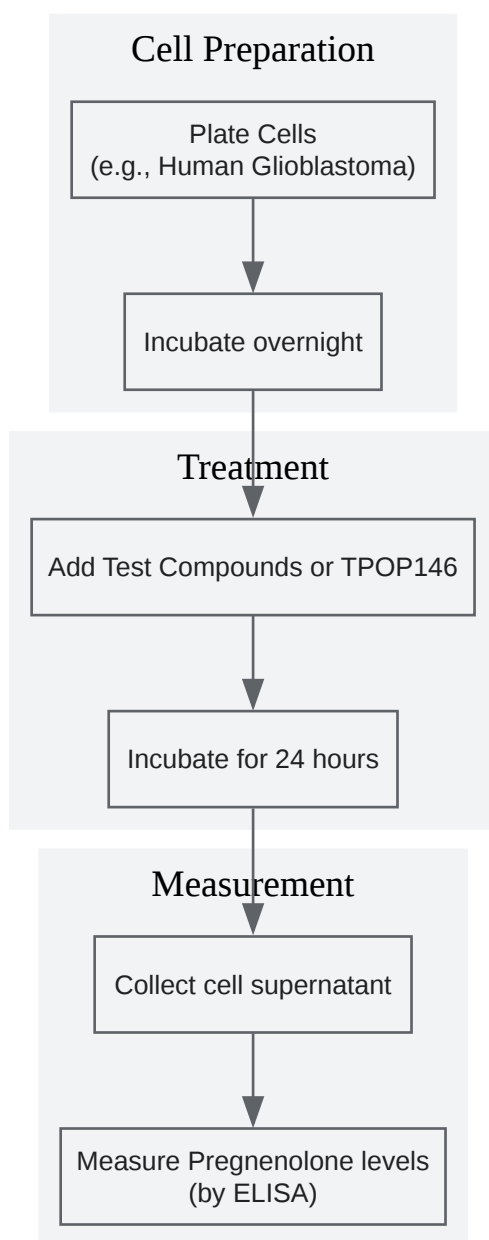 Cell Preparation
Plate Cells
(e.g., Human Glioblastoma)
Incubate overnight
Treatment
Add Test Compounds or TPOP146
Incubate for 24 hours
Measurement
Collect cell supernatant
Measure Pregnenolone levels
(by ELISA)